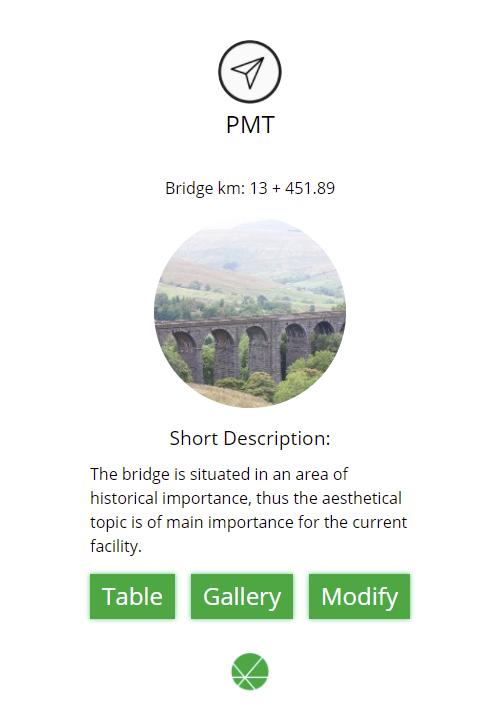 PMT
Bridge km: 13 + 451.89
Short Description:
The bridge is situated in an area of
historical importance, thus the aesthetical
topic is of main importance for the current
facility.
Table Gallery Modify